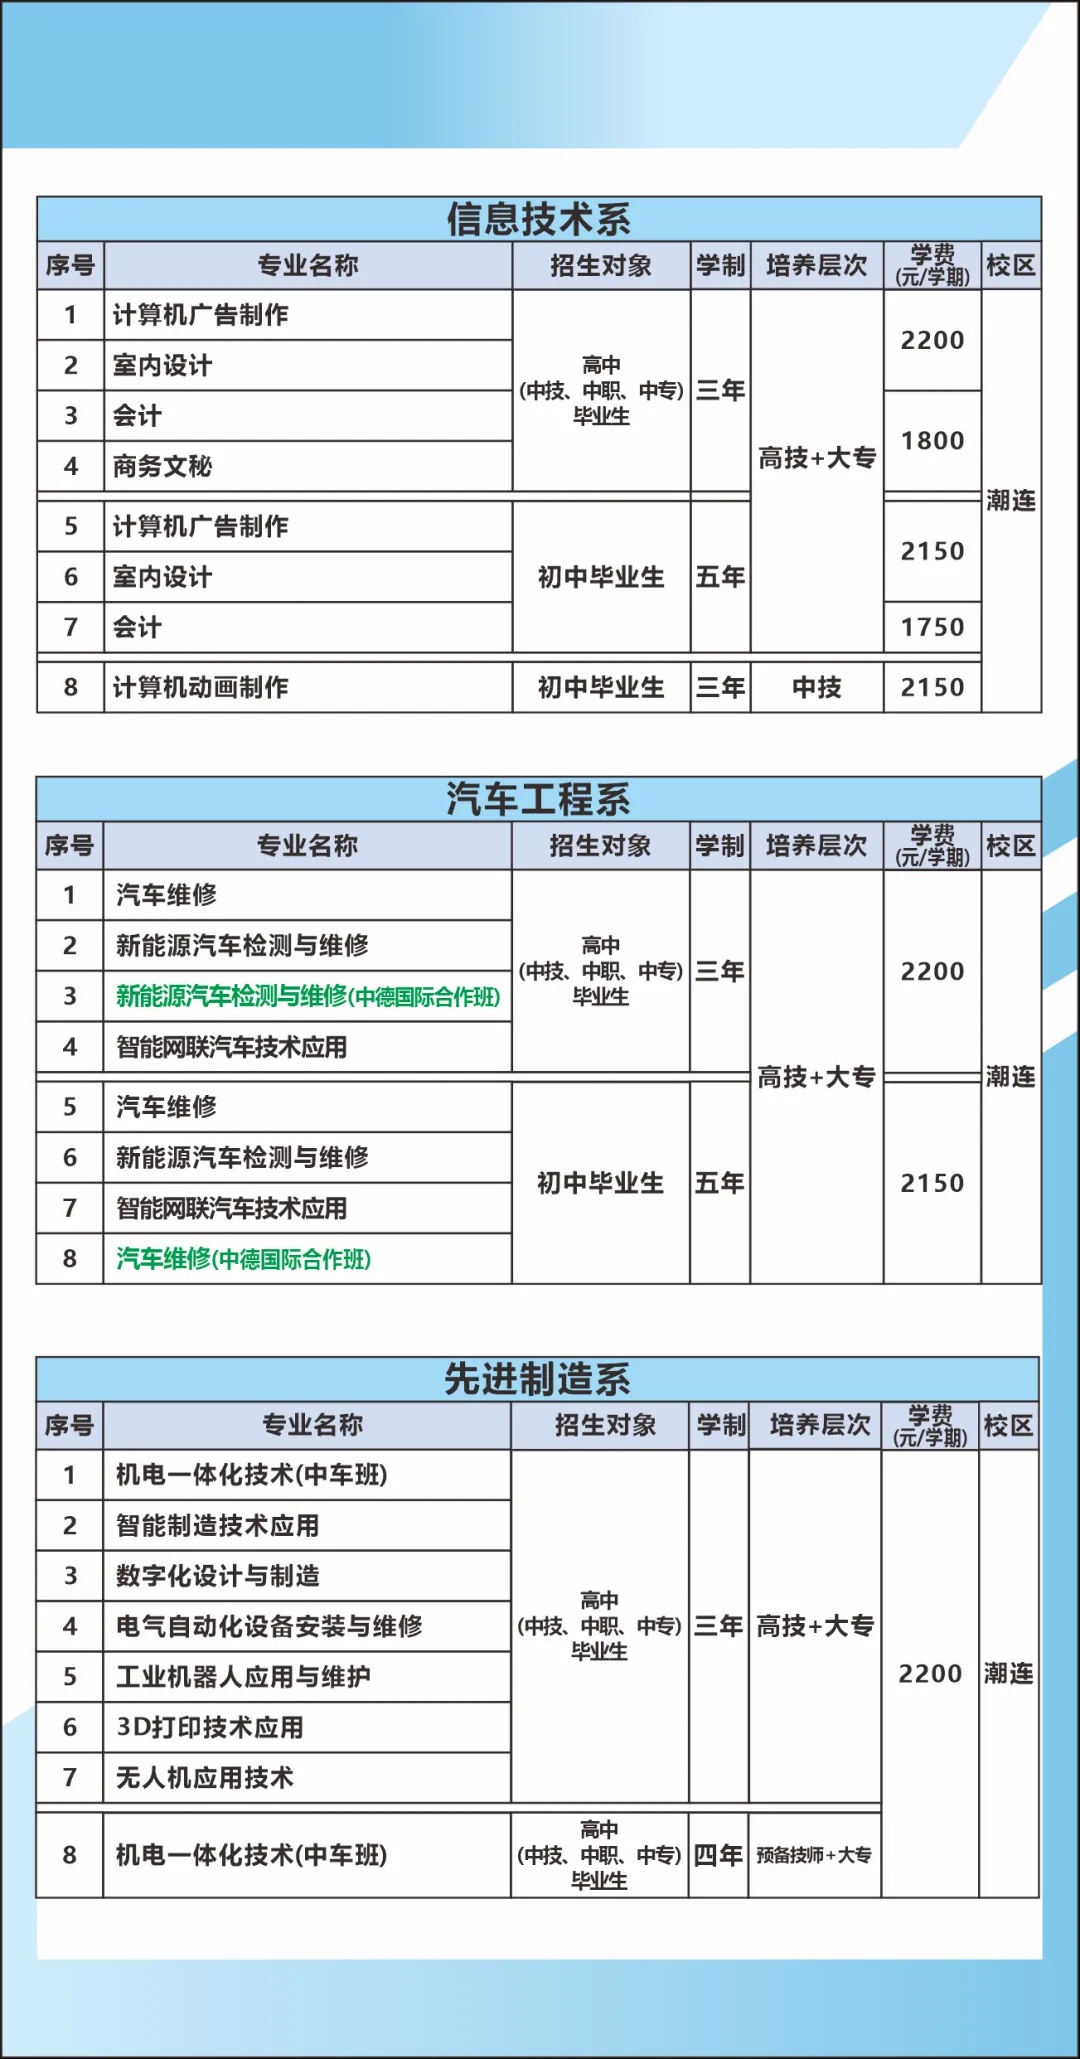 信息技术系
序号 专业名称 招生对象 学制 培养层次 学费 校区
(元/学期)
1 计算机广告制作
2200
2 室内设计
高中
(中技、中职、中专)
毕业生
三年
3 会计
1800
4 商务文秘
高技+大专
潮连
5 计算机广告制作
2150
6 室内设计 初中毕业生 五年
7 会计 1750
8 计算机动画制作 初中毕业生 三年 中技 2150
汽车工程系
序号 专业名称 招生对象 学制 培养层次 学费 校区
(元/学期)
1 汽车维修
2 新能源汽车检测与维修
高中
(中技、中职、中专)
毕业生
三年 2200
3 新能源汽车检测与维修(中德国际合作班)
4 智能网联汽车技术应用
高技+大专 潮连
5 汽车维修
6 新能源汽车检测与维修
初中毕业生 五年 2150
7 智能网联汽车技术应用
8 汽车维修(中德国际合作班)
先进制造系
序号 专业名称 招生对象 学制 培养层次 学费 校区
(元/学期)
1 机电一体化技术(中车班)
2 智能制造技术应用
3 数字化设计与制造
高中
(中技、中职、中专)
毕业生
4 电气自动化设备安装与维修 三年 高技+大专
5 工业机器人应用与维护 2200 潮连
6 3D打印技术应用
7 无人机应用技术
高中
(中技、中职、中专)
毕业生
8 机电一体化技术(中车班) 四年 预备技师+大专